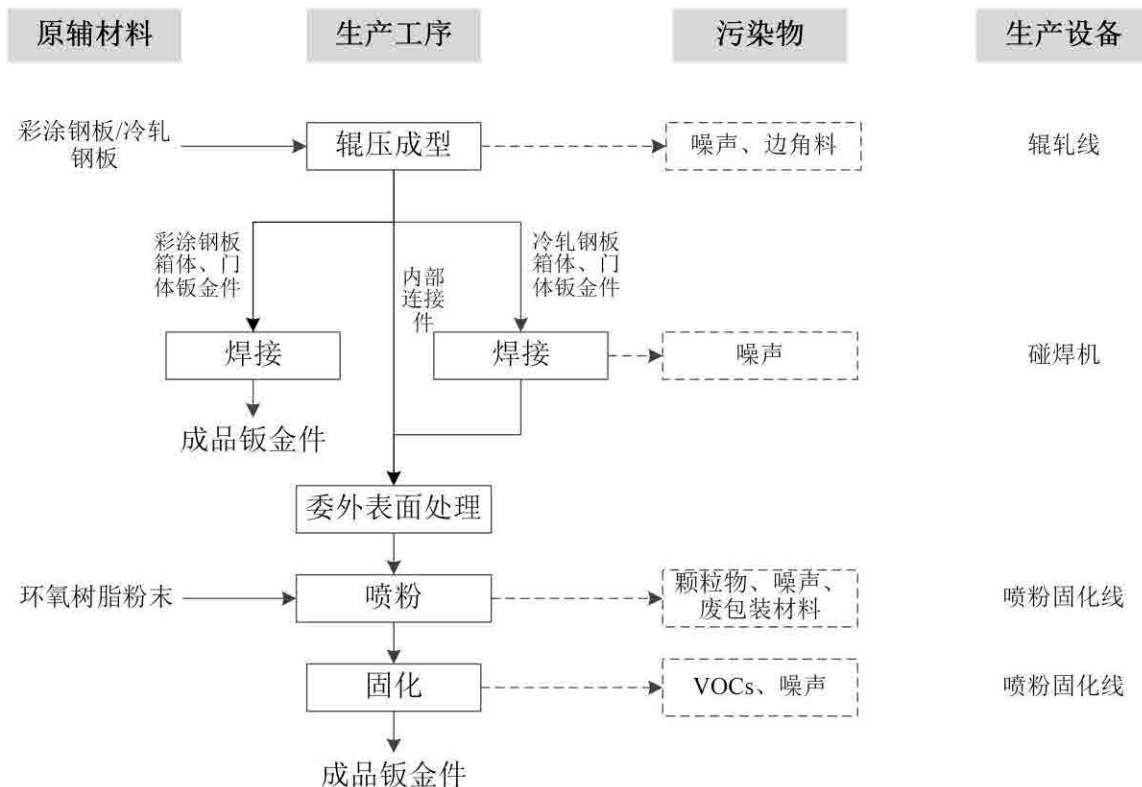 原辅材料
生产工序
污染物
生产设备
彩涂钢板/冷轧
钢板
辊压成型
噪声、边角料
辊轧线
彩涂钢板
箱体、门
体钣金件
内部
连接
件
冷轧钢板
箱体、门
体钣金件
焊接
焊接
噪声
碰焊机
成品钣金件
委外表面处理
环氧树脂粉末
喷粉
颗粒物、噪声、
废包装材料
喷粉固化线
固化
VOCs、噪声
喷粉固化线
成品钣金件